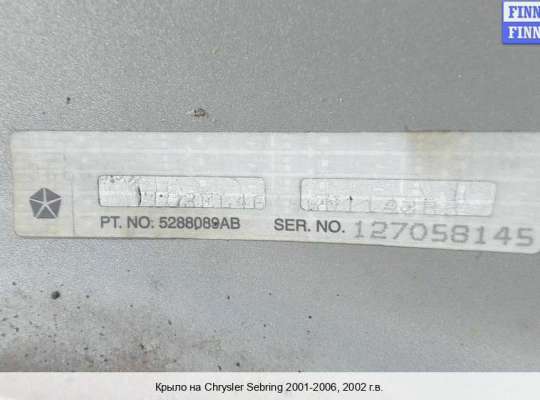 FINN
FINN
PT. NO. 5288089AB SER. NO. 127058145
Крыло на Chrysler Sebring 2001-2006, 2002 г.в.